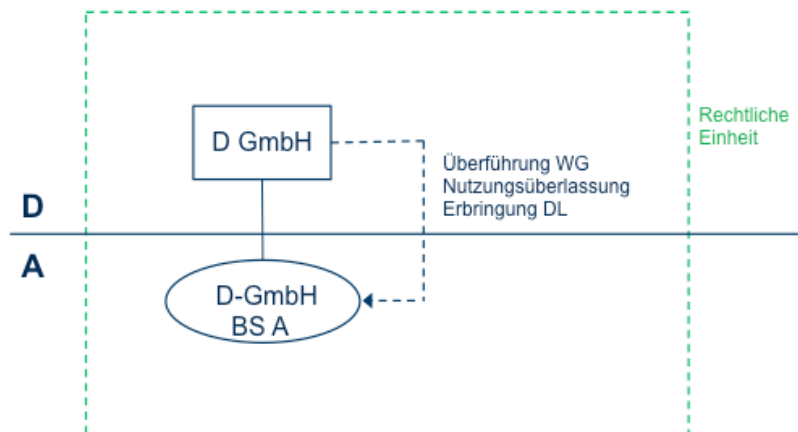 D GmbH
Rechtliche
Einheit
Überführung WG
Nutzungsüberlassung
Erbringung DL
D
A
D-GmbH
BS A